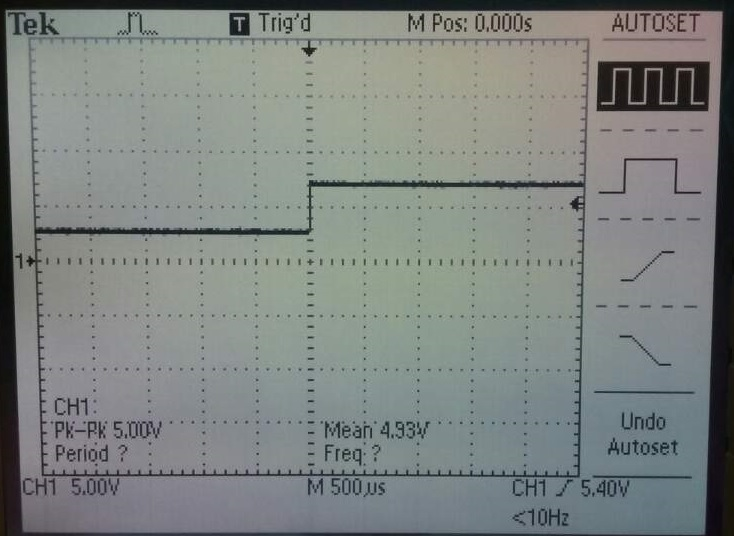 Tek T Trig'd M Pos: 0.000s AUTOSET
1
CH1:
Pk-Pk 5.00V Mean 4.93V
Period ? Freq ?
Undo
Autoset
CH1 5.00V M 500µs CH1 5.40V
<10Hz